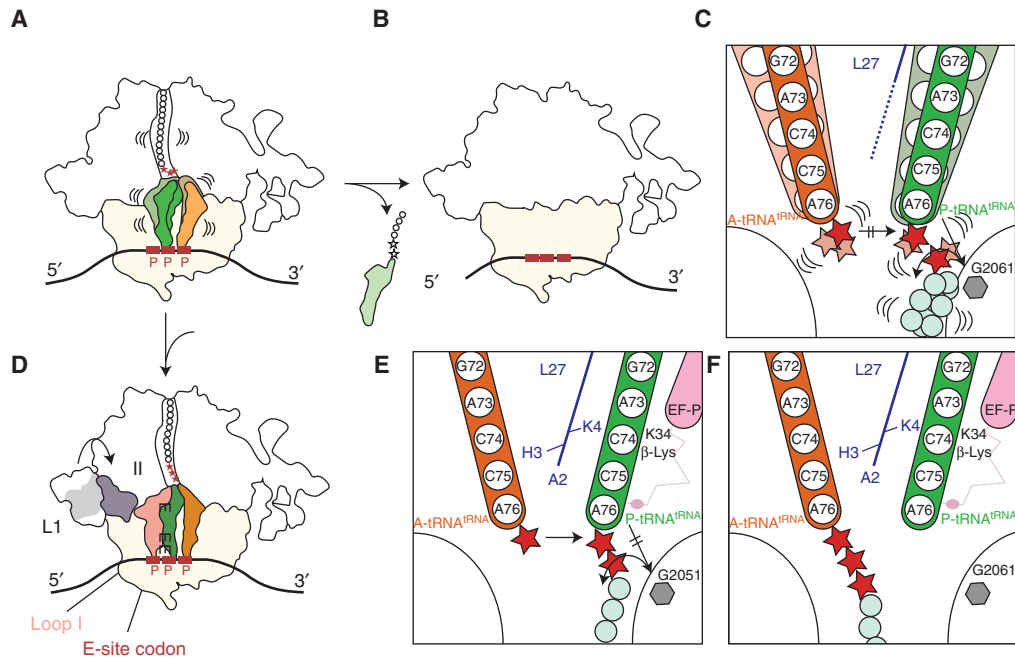 A
B
C
5′
P P P
3′
5′
3′
G72
A73
C74
C75
A76
A-tRNAtRNA
L27
G72
A73
C74
C75
A76
P-tRNAtRNA
G2061
D
II
L1
E
EE
P P P
5′
3′
Loop I
E-site codon
E
G72
A73
C74
C75
A76
A-tRNAtRNA
L27
K4
H3
A2
G72
A73
C74
C75
A76
EF-P
K34
β-Lys
P-tRNAtRNA
G2051
F
G72
A73
C74
C75
A76
A-tRNAtRNA
L27
K4
H3
A2
G72
A73
C74
C75
A76
EF-P
K34
β-Lys
P-tRNAtRNA
G2061